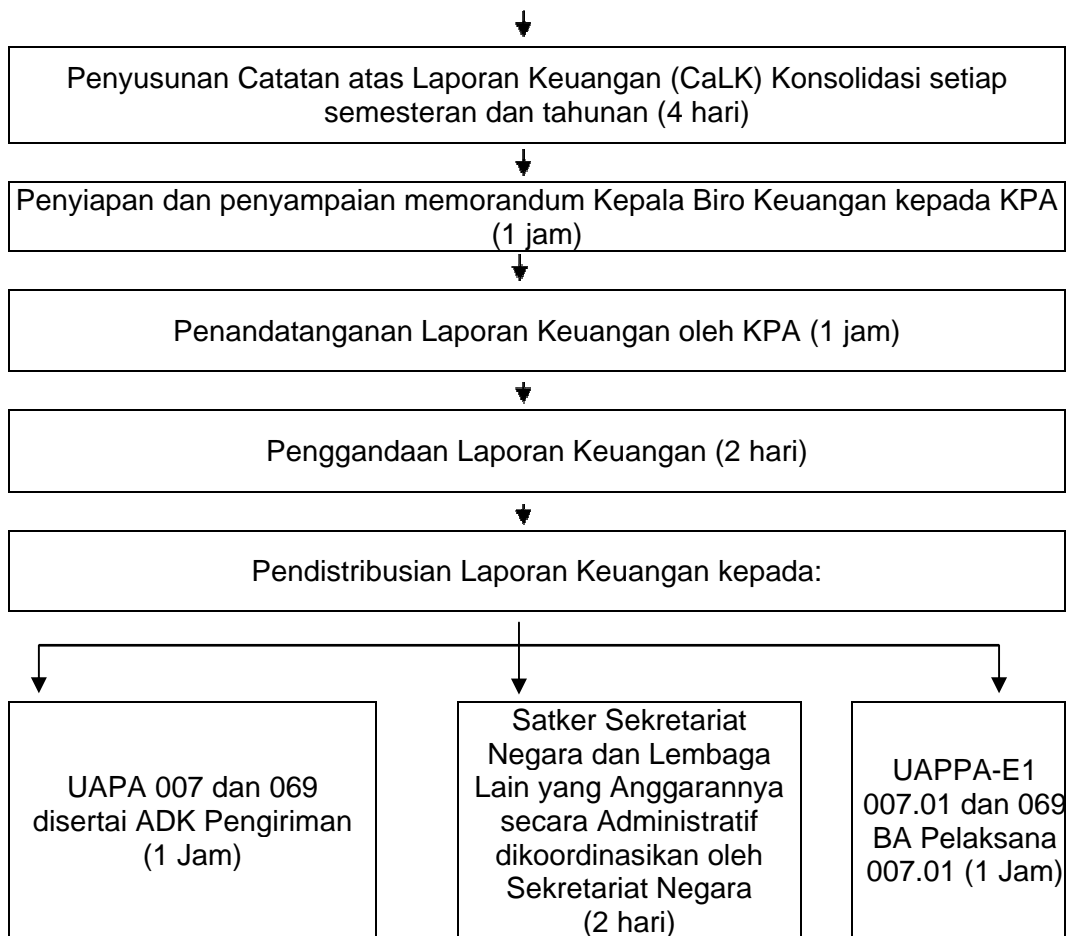 Penyusunan Catatan atas Laporan Keuangan (CaLK) Konsolidasi setiap
semesteran dan tahunan (4 hari)
Penyiapan dan penyampaian memorandum Kepala Biro Keuangan kepada KPA
(1 jam)
Penandatanganan Laporan Keuangan oleh KPA (1 jam)
Penggandaan Laporan Keuangan (2 hari)
Pendistribusian Laporan Keuangan kepada:
UAPA 007 dan 069
disertai ADK Pengiriman
(1 Jam)
Satker Sekretariat
Negara dan Lembaga
Lain yang Anggarannya
secara Administratif
dikoordinasikan oleh
Sekretariat Negara
(2 hari)
UAPPA-E1
007.01 dan 069
BA Pelaksana
007.01 (1 Jam)